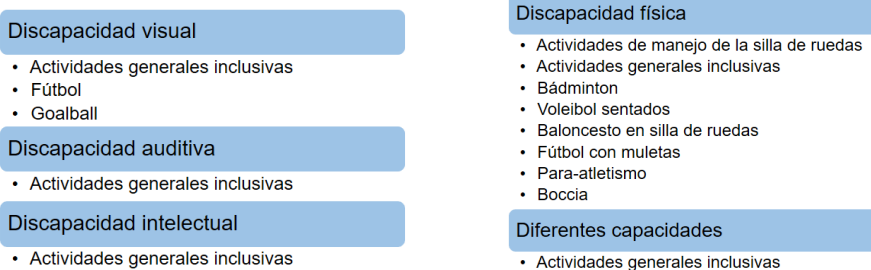 Discapacidad visual
• Actividades generales inclusivas
• Fútbol
• Goalball
Discapacidad auditiva
• Actividades generales inclusivas
Discapacidad intelectual
• Actividades generales inclusivas
Discapacidad física
• Actividades de manejo de la silla de ruedas
• Actividades generales inclusivas
• Bádminton
• Voleibol sentados
• Baloncesto en silla de ruedas
• Fútbol con muletas
• Para-atletismo
• Boccia
Diferentes capacidades
• Actividades generales inclusivas